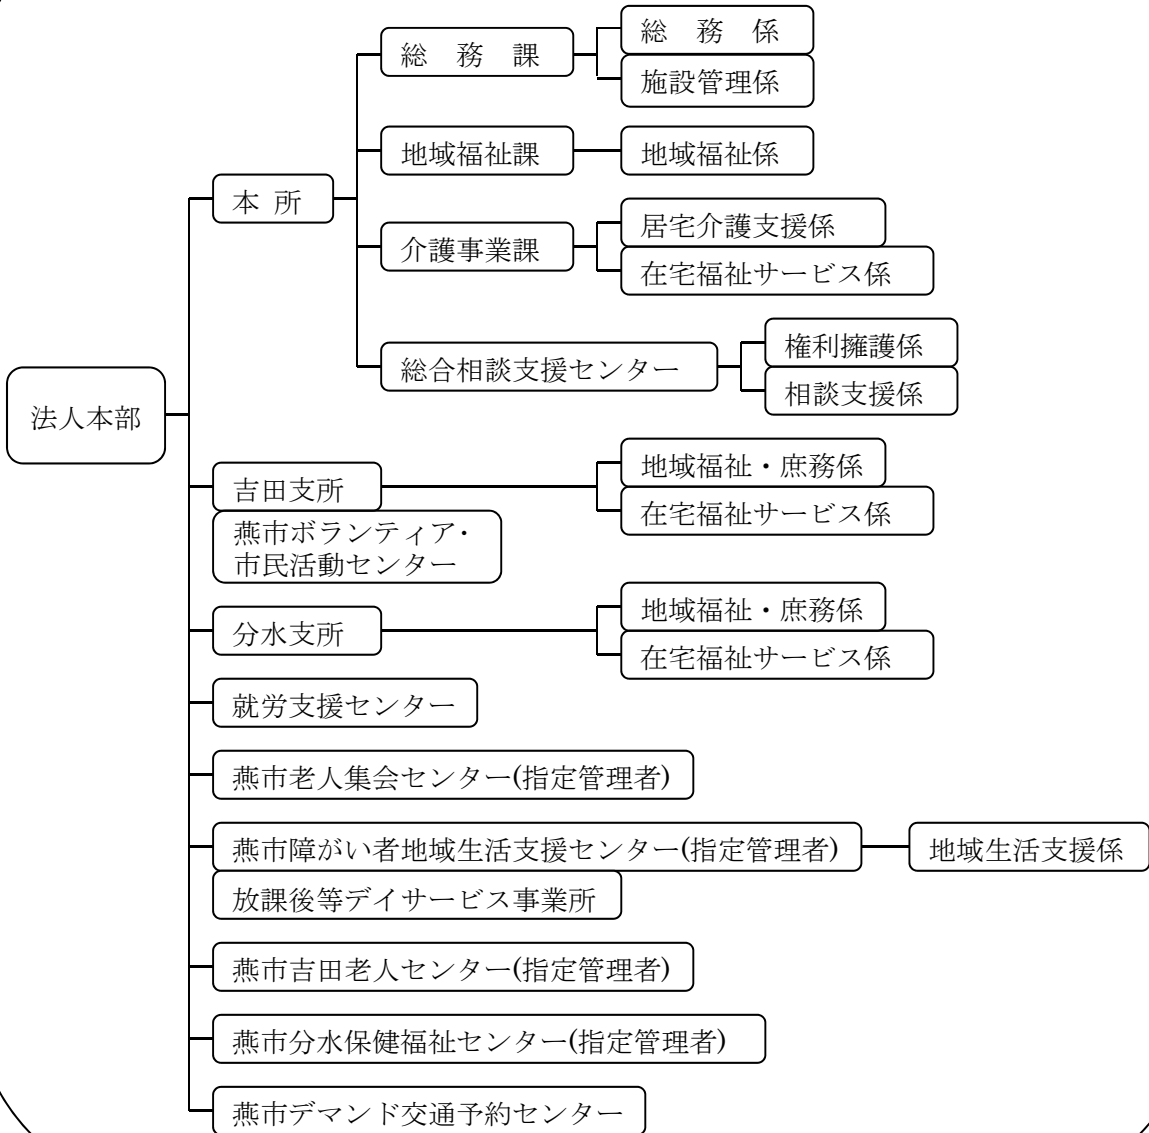 総　務　係
総　務　課
施設管理係
地域福祉課
地域福祉係
本 所
居宅介護支援係
介護事業課
在宅福祉サービス係
権利擁護係
総合相談支援センター
相談支援係
法人本部
地域福祉・庶務係
吉田支所
在宅福祉サービス係
燕市ボランティア・
市民活動センター
地域福祉・庶務係
分水支所
在宅福祉サービス係
就労支援センター
燕市老人集会センター(指定管理者)
燕市障がい者地域生活支援センター(指定管理者)
地域生活支援係
放課後等デイサービス事業所
燕市吉田老人センター(指定管理者)
燕市分水保健福祉センター(指定管理者)
燕市デマンド交通予約センター